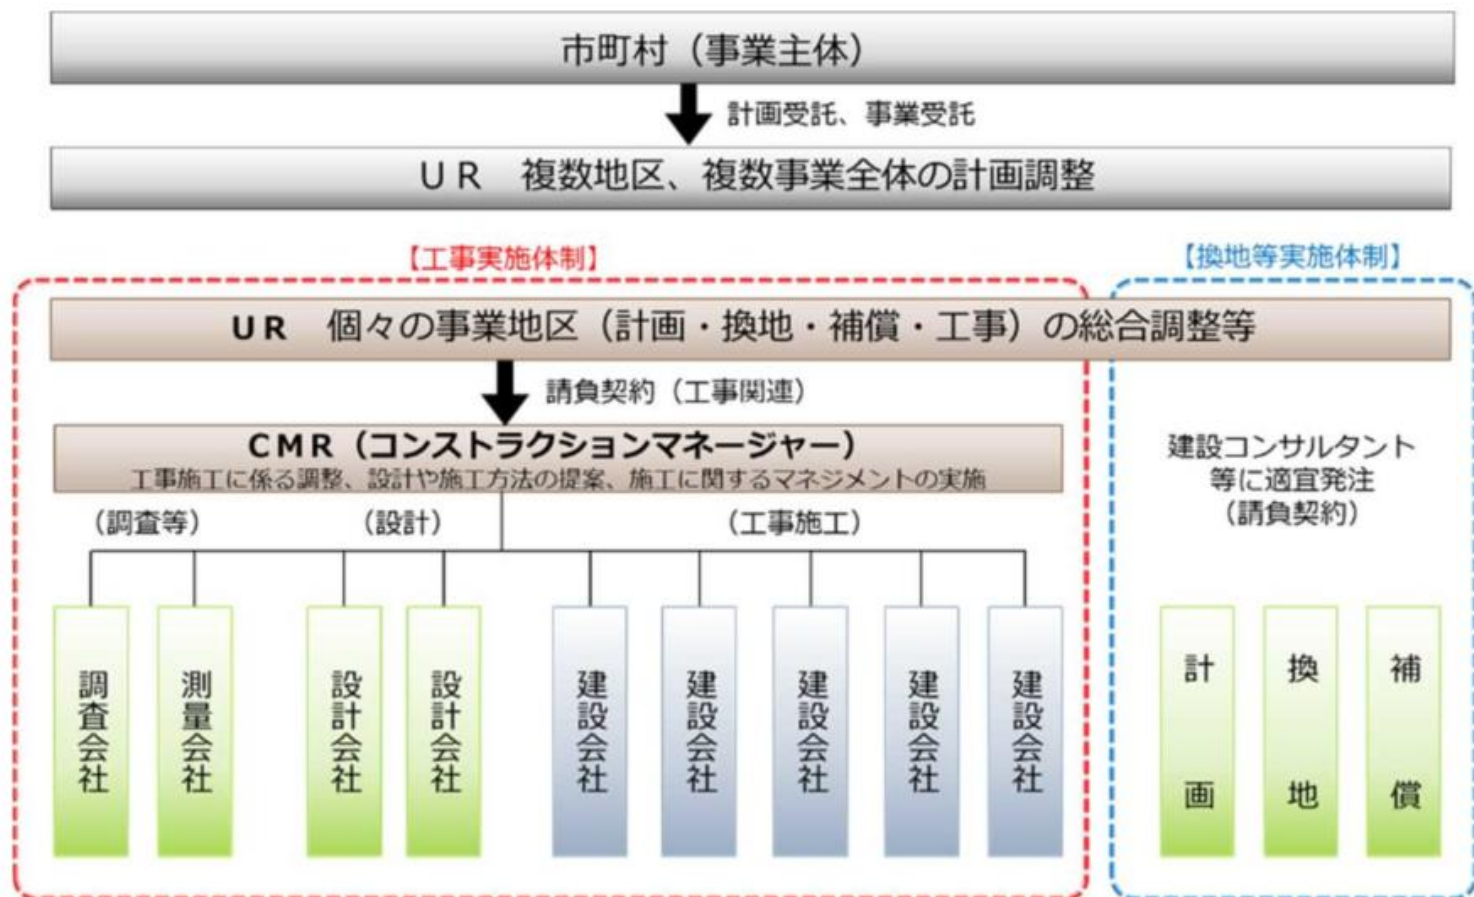 市町村（事業主体）
計画受託、事業受託
ＵＲ　複数地区、複数事業全体の計画調整
【工事実施体制】
【換地等実施体制】
ＵＲ　個々の事業地区（計画・換地・補償・工事）の総合調整等
請負契約（工事関連）
ＣＭＲ（コンストラクションマネージャー）
工事施工に係る調整、設計や施工方法の提案、施工に関するマネジメントの実施
建設コンサルタント
等に適宜発注
（請負契約）
（調査等）
（設計）
（工事施工）
調査会社
測量会社
設計会社
設計会社
建設会社
建設会社
建設会社
建設会社
建設会社
計画
換地
補償